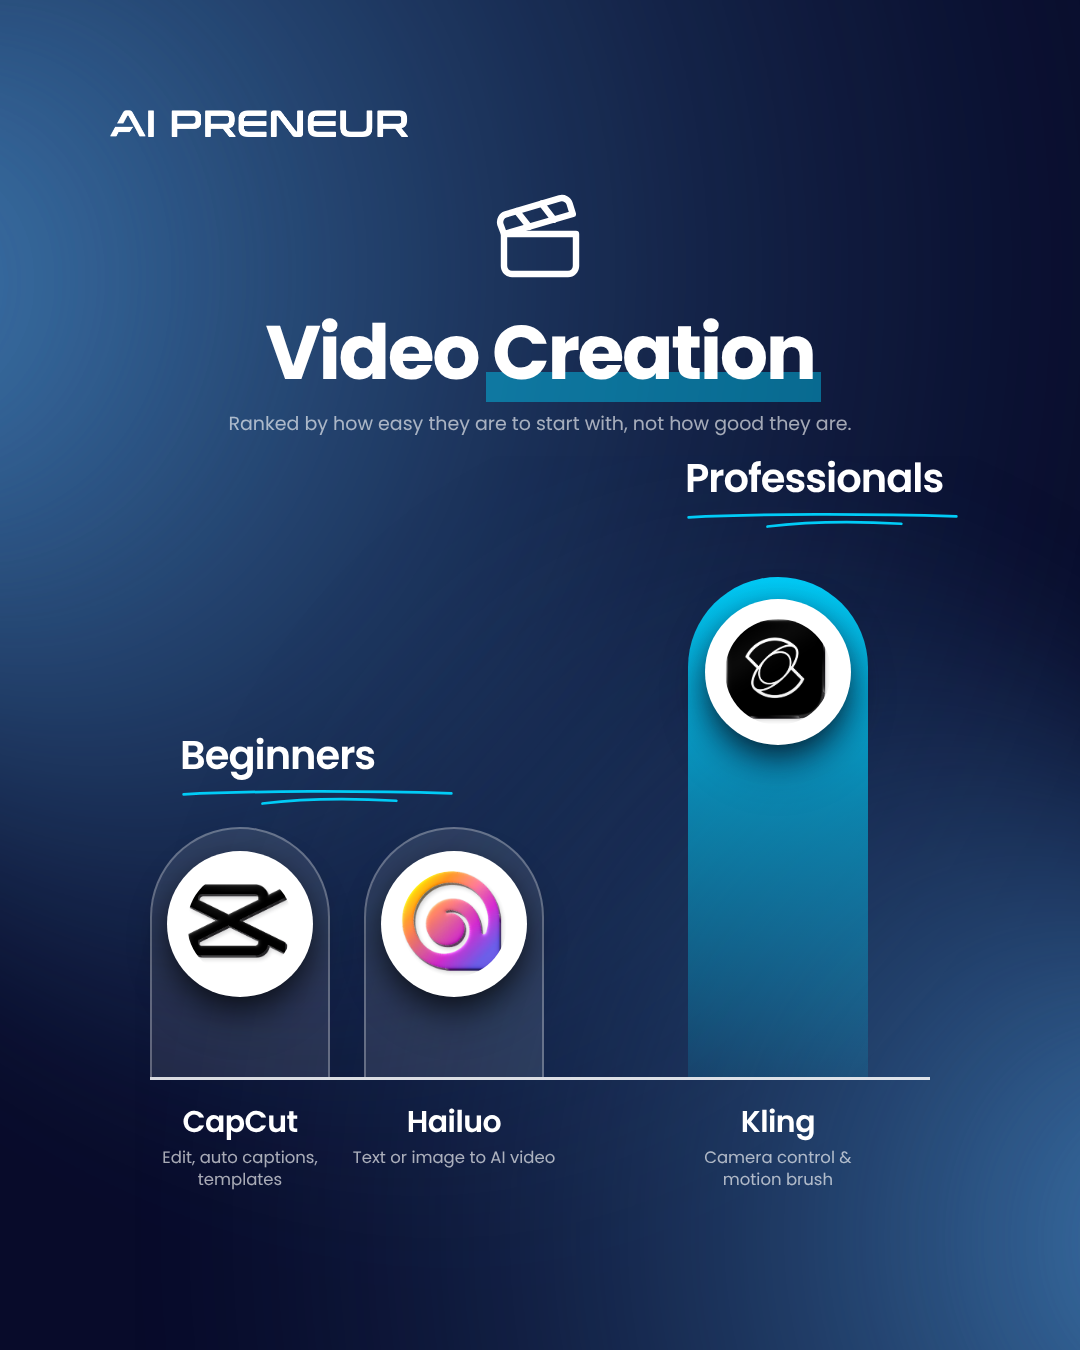 AI PRENEUR
Video Creation
Ranked by how easy they are to start with, not how good they are.
Professionals
Beginners
CapCut
Edit, auto captions,
templates
Hailuo
Text or image to AI video
Kling
Camera control &
motion brush